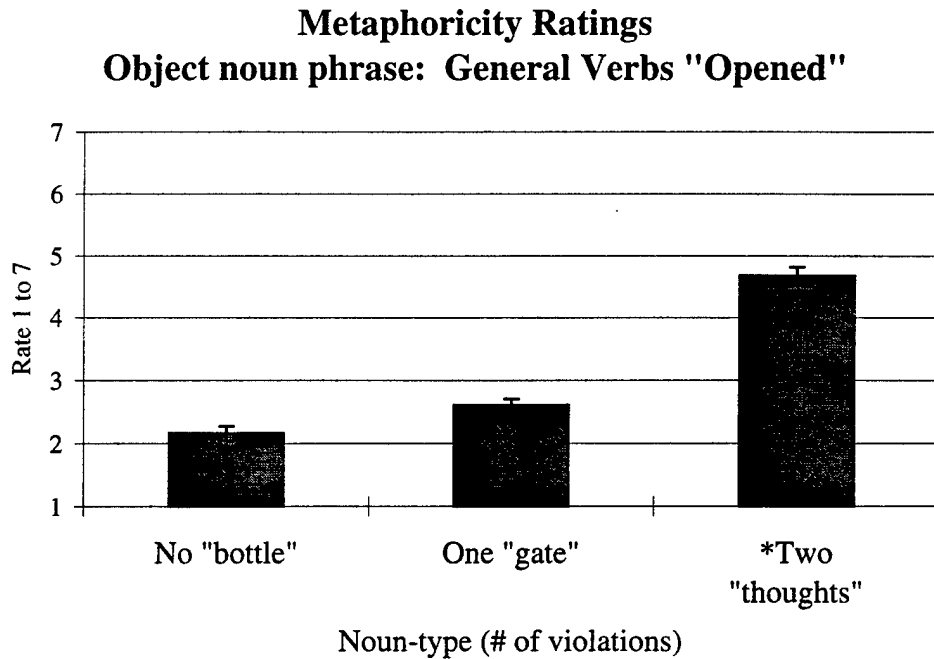 Metaphoricity Ratings
Object noun phrase: General Verbs "Opened"
7
6
5
4
3
2
1
Rate 1 to 7
No "bottle"
One "gate"
*Two
"thoughts"
Noun-type (# of violations)